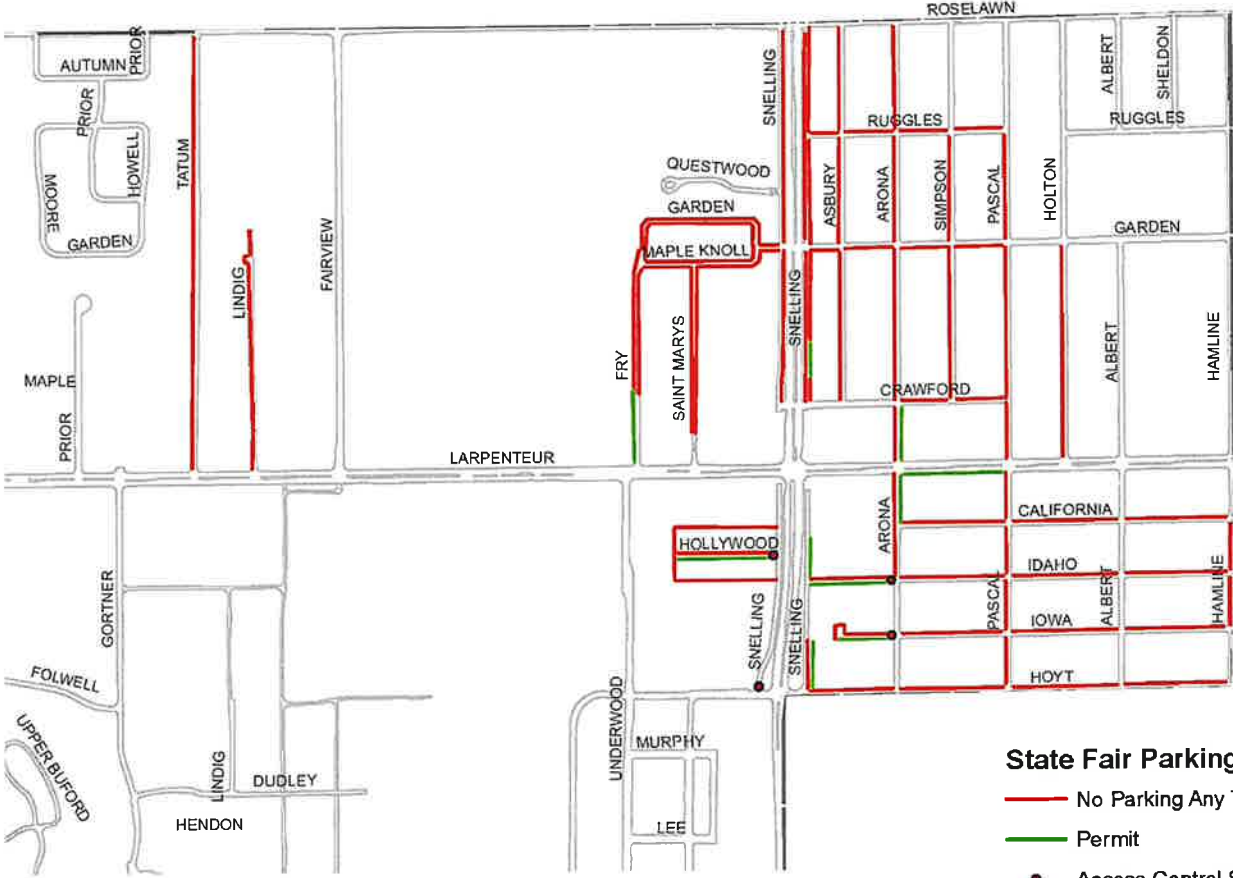 ROSELAWN
AUTUMN
PRIOR
PRIOR
HOWELL
MOORE
GARDEN
TATUM
LINDIG
FAIRVIEW
MAPLE
PRIOR
SNELLING
QUESTWOOD
GARDEN
MAPLE KNOLL
FRY
SAINT MARYS
SNELLING
RUGGLES
ASBURY
ARONA
SIMPSON
PASCAL
HOLTON
ALBERT
SHELDON
RUGGLES
GARDEN
ALBERT
HAMLINE
CRAWFORD
LARPENTEUR
ARONA
CALIFORNIA
HOLLYWOOD
IDAHO
PASCAL
ALBERT
HAMLINE
IOWA
HOYT
SNELLING
SNELLING
GORTNER
FOLWELL
UPPER BUFORD
LINDIG
DUDLEY
HENDON
UNDERWOOD
MURPHY
LEE
State Fair Parking
No Parking Any
Permit